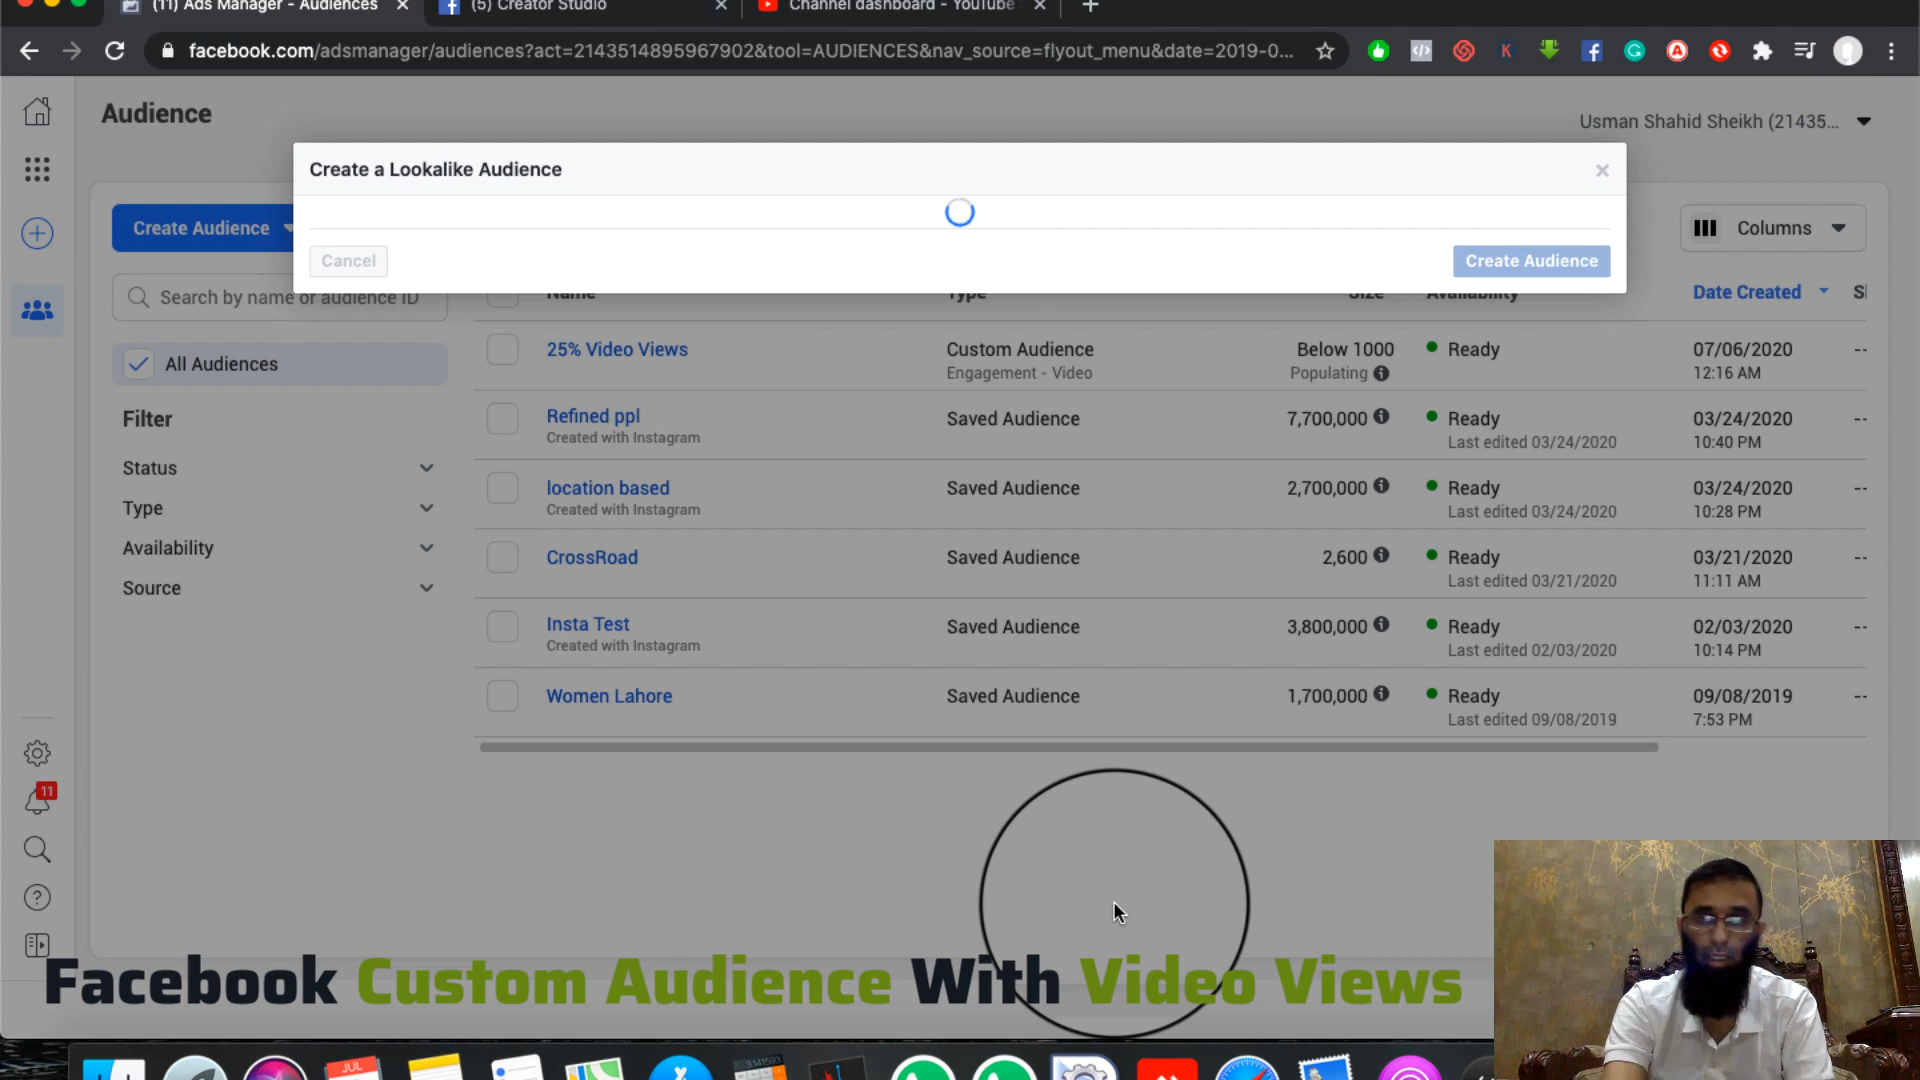 (11) Ads Manager - Audiences
(5) Creator Studio
Channel dashboard - YouTube
facebook.com/adsmanager/audiences?act=2143514895967902&tool=AUDIENCES&nav_source=flyout_menu&date=2019-0...
Audience
Usman Shahid Sheikh (21435...
Create a Lookalike Audience
Cancel
Create Audience
Create Audience
Columns
Search by name or audience ID
Name Type Size Availability Date Created
All Audiences
Filter
Status
Type
Availability
Source
25% Video Views Custom Audience Below 1000 Ready 07/06/2020
Engagement - Video Populating 12:16 AM
Refined ppl Saved Audience 7,700,000 Ready 03/24/2020
Created with Instagram Last edited 03/24/2020 10:40 PM
location based Saved Audience 2,700,000 Ready 03/24/2020
Created with Instagram Last edited 03/24/2020 10:28 PM
CrossRoad Saved Audience 2,600 Ready 03/21/2020
Last edited 03/21/2020 11:11 AM
Insta Test Saved Audience 3,800,000 Ready 02/03/2020
Created with Instagram Last edited 02/03/2020 10:14 PM
Women Lahore Saved Audience 1,700,000 Ready 09/08/2019
Last edited 09/08/2019 7:53 PM
11
Facebook Custom Audience With Video Views
JUL